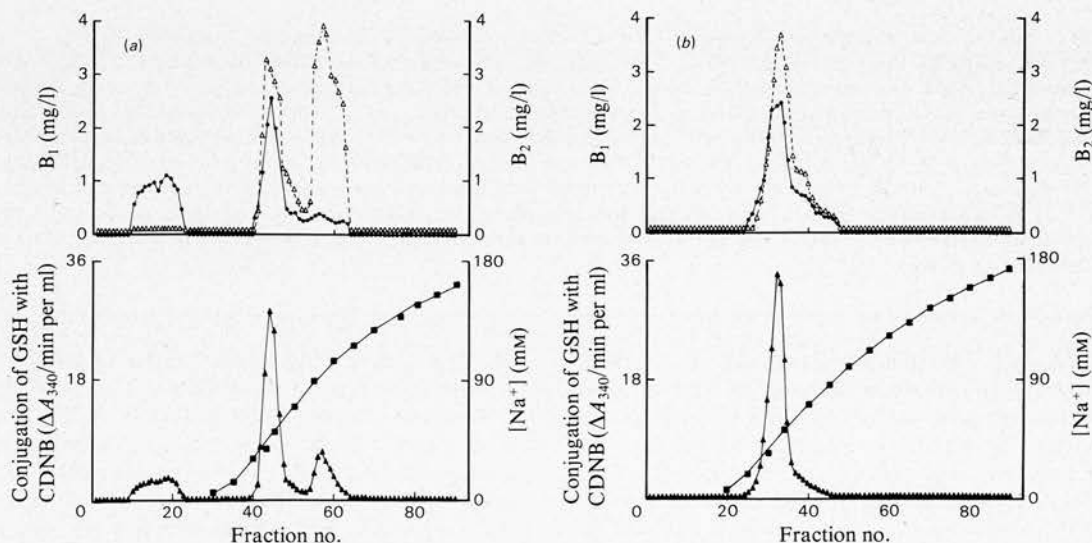 (a)
B₁ (mg/l)
4
3
2
1
0
B₂ (mg/l)
4
3
2
1
0
Conjugation of GSH with
CDNB (ΔA₃₄₀/min per ml)
36
18
0
20
40
60
80
[Na⁺] (mM)
180
90
0
Fraction no.
(b)
B₁ (mg/l)
4
3
2
1
0
B₂ (mg/l)
4
3
2
1
0
Conjugation of GSH with
CDNB (ΔA₃₄₀/min per ml)
36
18
0
20
40
60
80
[Na⁺] (mM)
180
90
0
Fraction no.